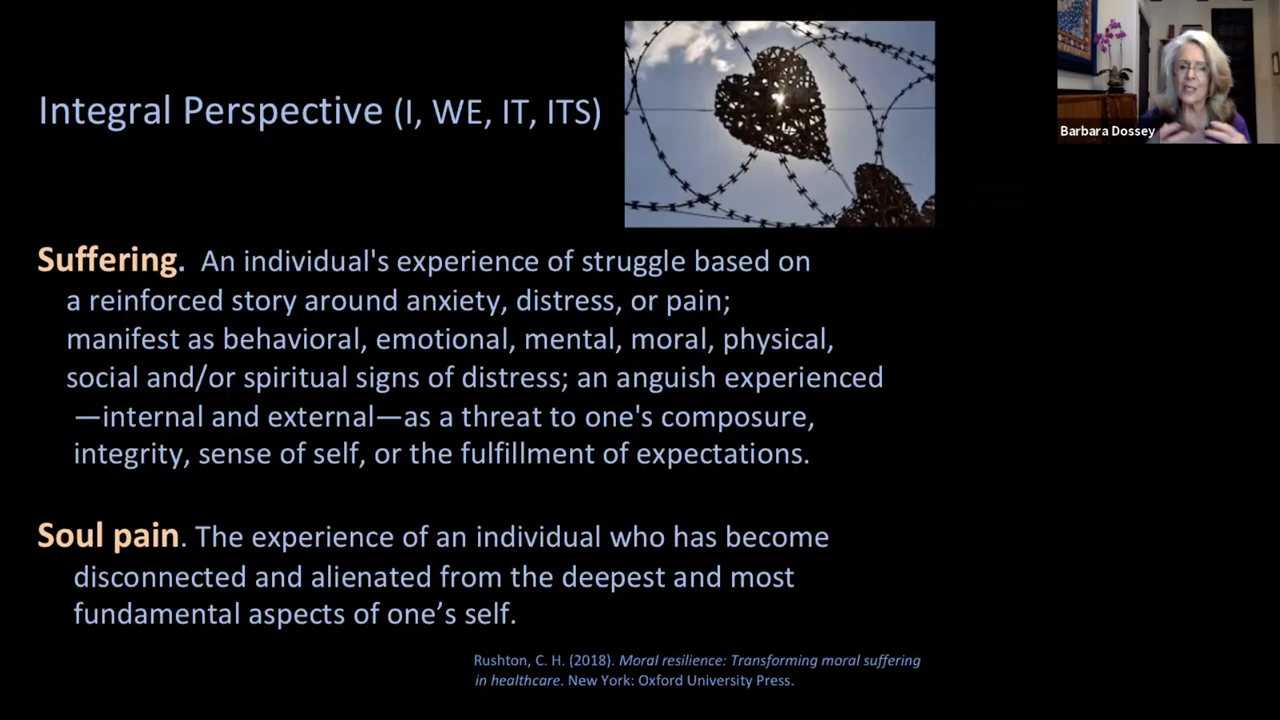 Integral Perspective (I, WE, IT, ITS)
Barbara Dossey
Suffering. An individual's experience of struggle based on
a reinforced story around anxiety, distress, or pain;
manifest as behavioral, emotional, mental, moral, physical,
social and/or spiritual signs of distress; an anguish experienced
—internal and external—as a threat to one's composure,
integrity, sense of self, or the fulfillment of expectations.
Soul pain. The experience of an individual who has become
disconnected and alienated from the deepest and most
fundamental aspects of one’s self.
Rushton, C. H. (2018). Moral resilience: Transforming moral suffering
in healthcare. New York: Oxford University Press.